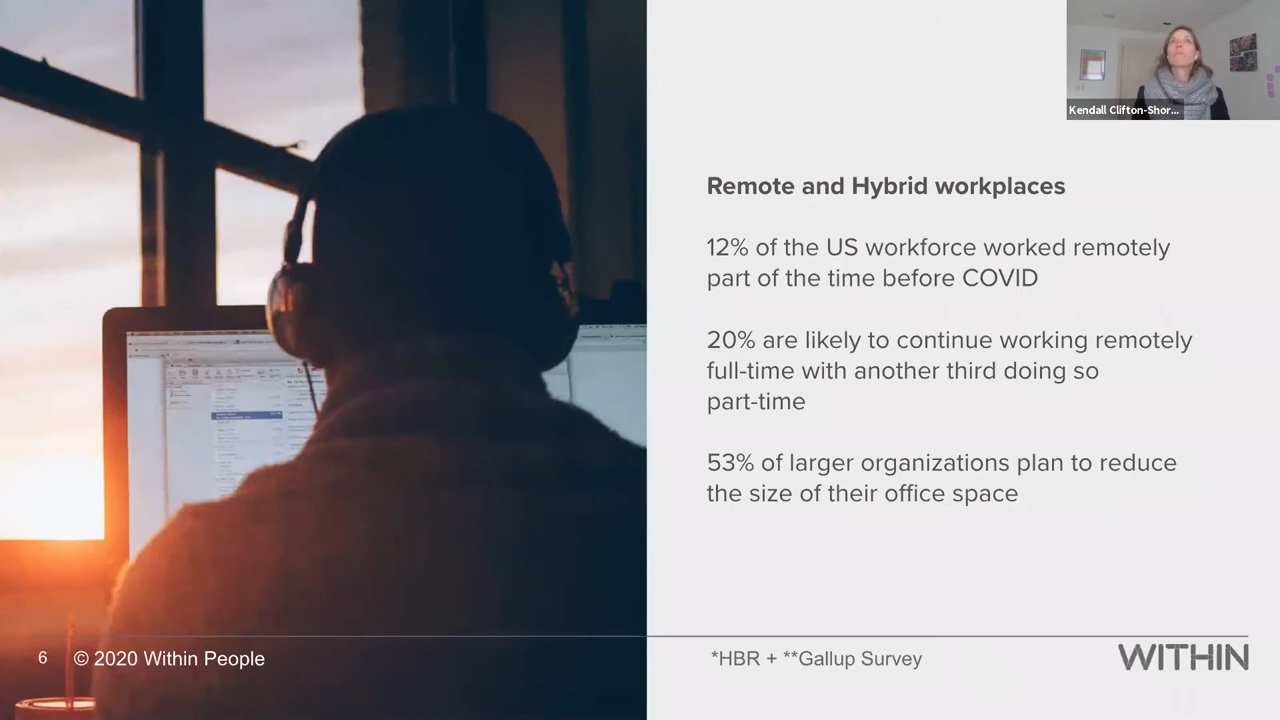 Kendall Clifton-Shor...
Remote and Hybrid workplaces
12% of the US workforce worked remotely
part of the time before COVID
20% are likely to continue working remotely
full-time with another third doing so
part-time
53% of larger organizations plan to reduce
the size of their office space
6
© 2020 Within People
*HBR + **Gallup Survey
WITHIN